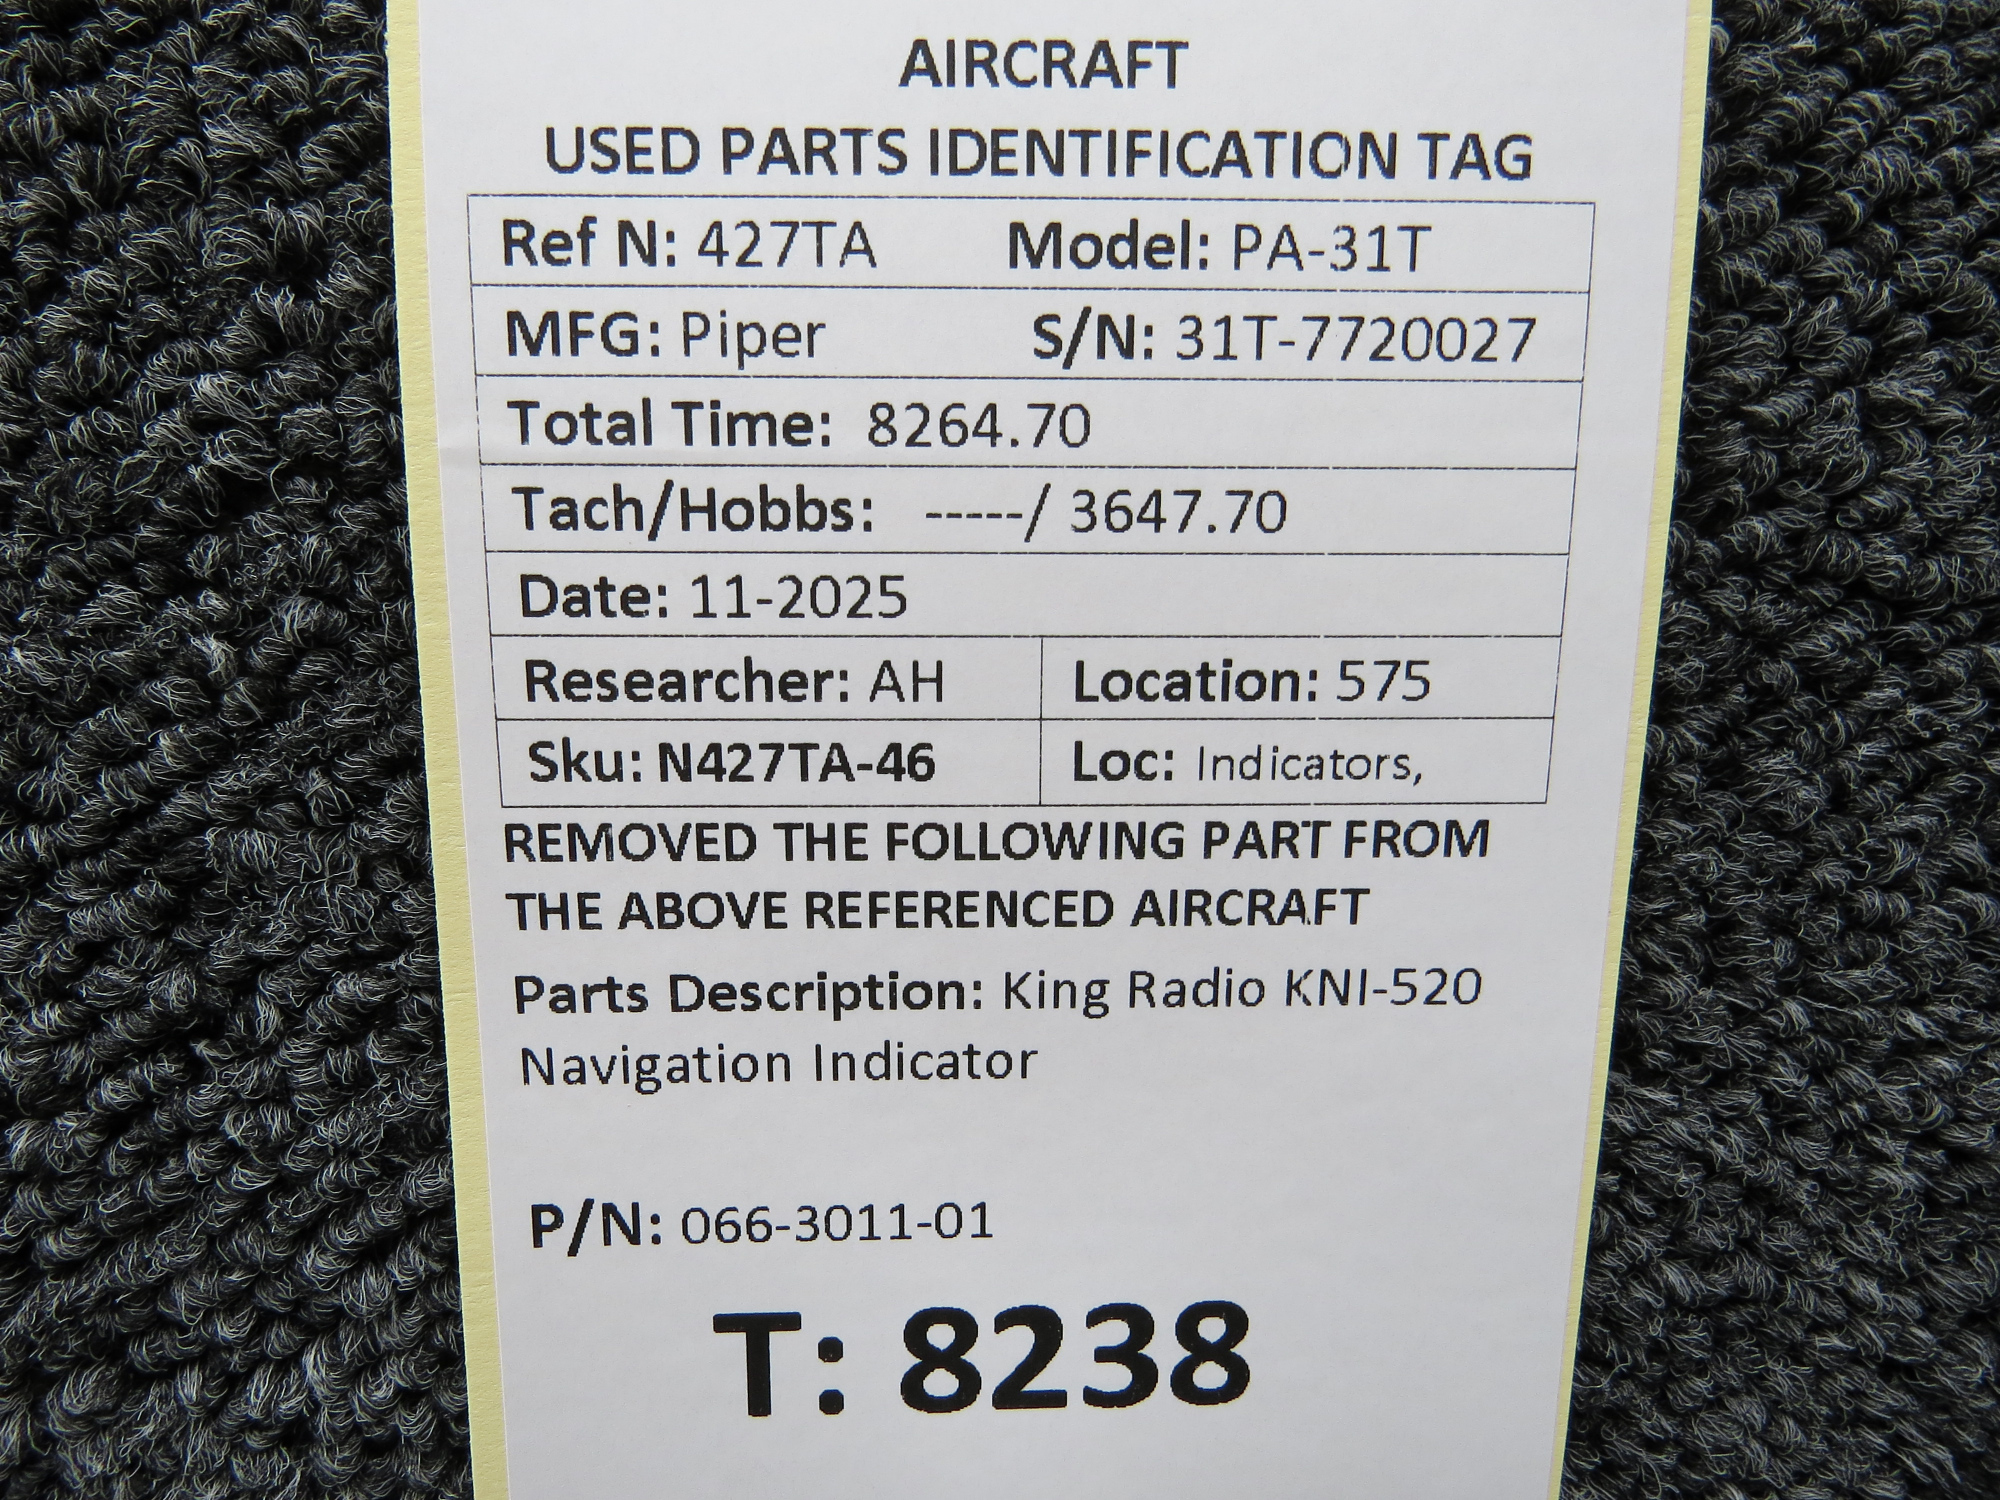 AIRCRAFT
USED PARTS IDENTIFICATION TAG
Ref N: 427TA Model: PA-31T
MFG: Piper S/N: 31T-7720027
Total Time: 8264.70
Tach/Hobbs: -----/ 3647.70
Date: 11-2025
Researcher: AH Location: 575
Sku: N427TA-46 Loc: Indicators,
REMOVED THE FOLLOWING PART FROM
THE ABOVE REFERENCED AIRCRAFT
Parts Description: King Radio KNI-520
Navigation Indicator
P/N: 066-3011-01
T: 8238